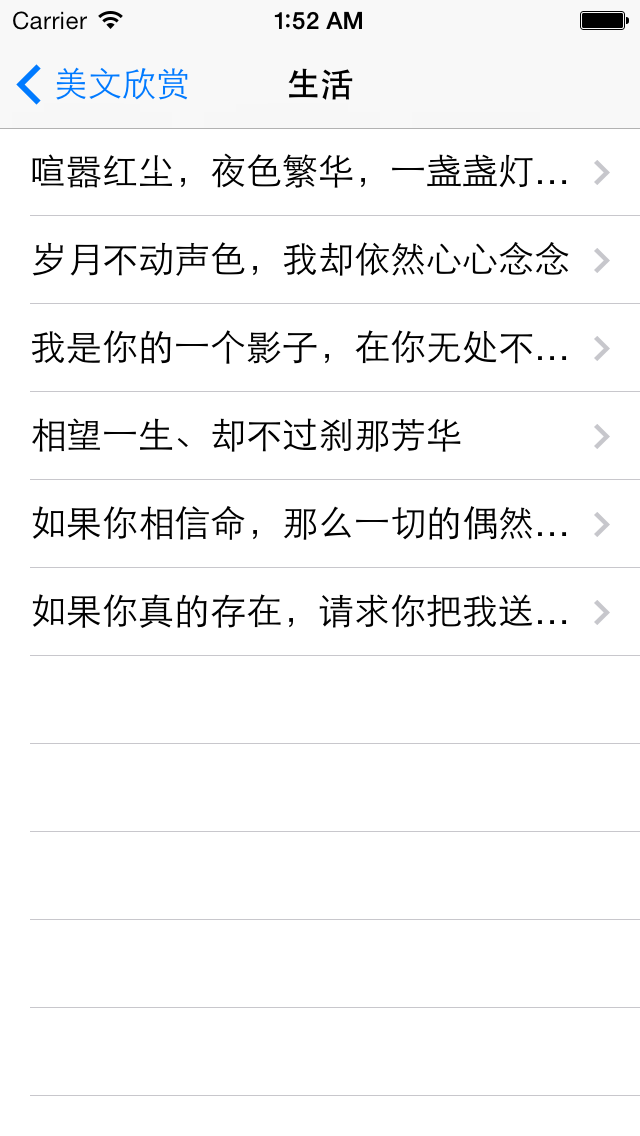 Carrier 1:52 AM
美文欣赏 生活
喧嚣红尘，夜色繁华，一盏盏灯...
岁月不动声色，我却依然心心念念
我是你的一个影子，在你无处不...
相望一生、却不过刹那芳华
如果你相信命，那么一切的偶然...
如果你真的存在，请求你把我送...